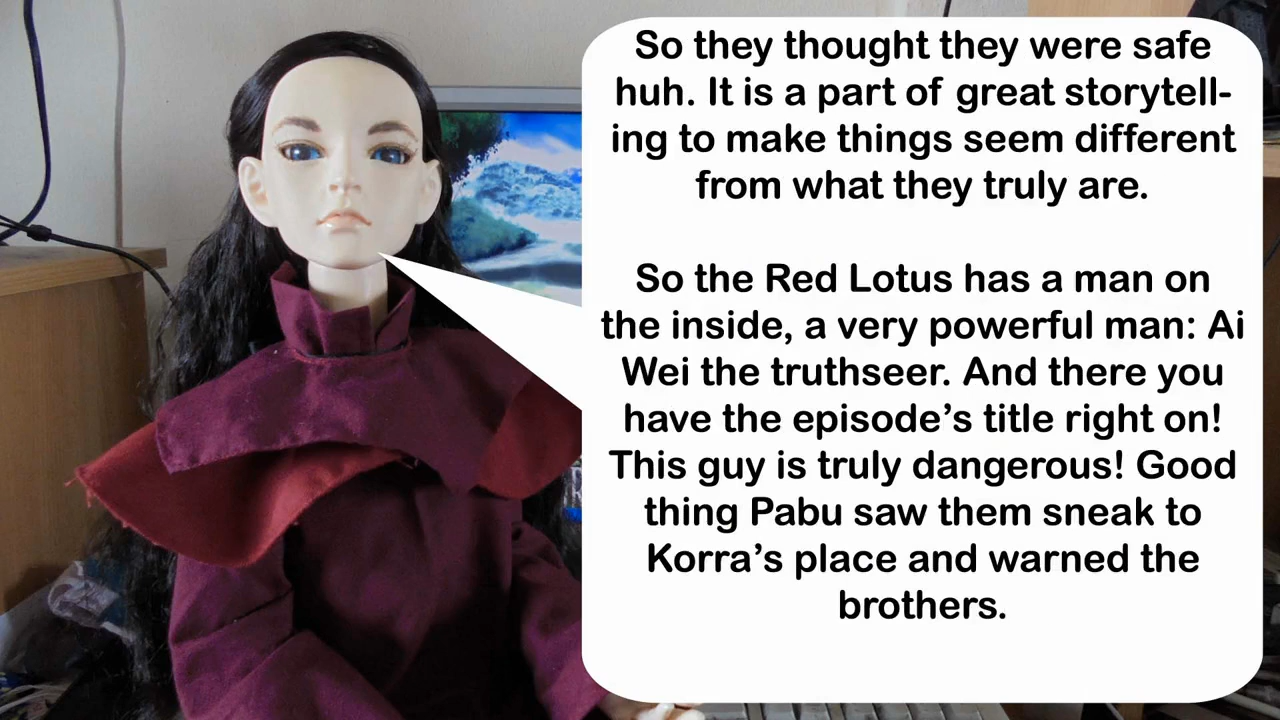 So they thought they were safe
huh. It is a part of great storytell-
ing to make things seem different
from what they truly are.
So the Red Lotus has a man on
the inside, a very powerful man: Ai
Wei the truthseer. And there you
have the episode’s title right on!
This guy is truly dangerous! Good
thing Pabu saw them sneak to
Korra’s place and warned the
brothers.